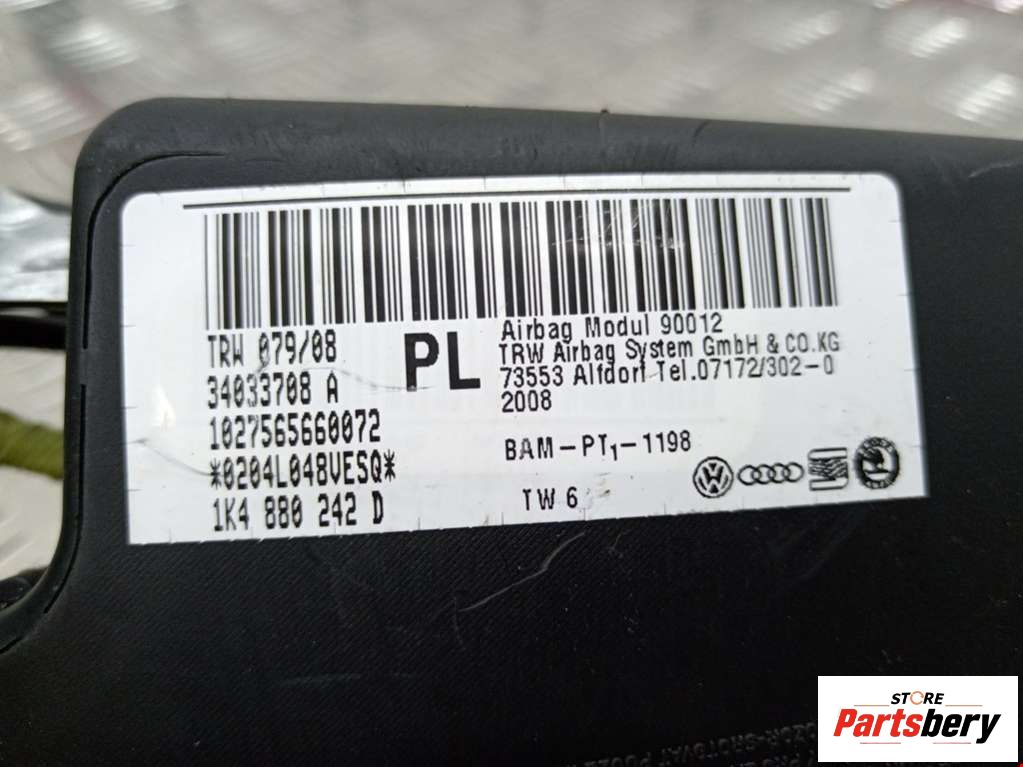 TRW 079/08
34033708 A
1027565660072
*0204L048VESQ*
1K4 880 242 D
PL
Airbag Modul 90012
TRW Airbag System GmbH & CO.KG
73553 Alfdorf Tel.07172/302-0
2008
BAM-PT1-1198
TW 6
STORE
Partsbery